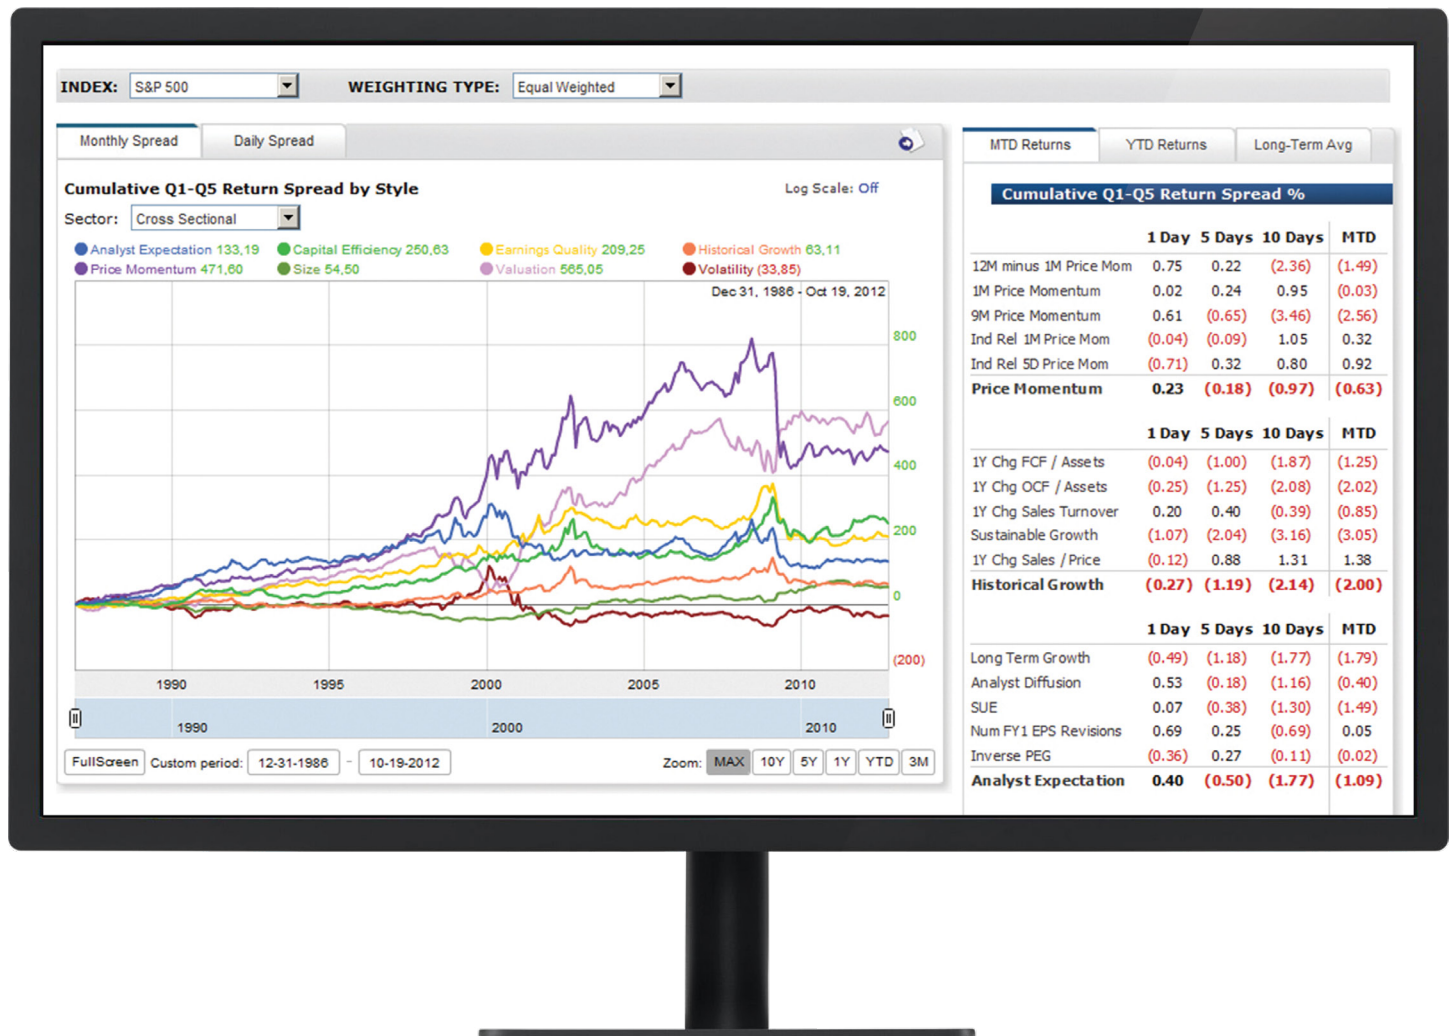 INDEX: S&P 500 WEIGHTING TYPE: Equal Weighted
Monthly Spread Daily Spread
Cumulative Q1-Q5 Return Spread by Style Log Scale: Off
Sector: Cross Sectional
Analyst Expectation 133,19 Capital Efficiency 250,63 Earnings Quality 209,25 Historical Growth 63,11
Price Momentum 471,60 Size 54,50 Valuation 565,05 Volatility (33,85)
Dec 31, 1986 - Oct 19, 2012
800
600
400
200
0
(200)
1990 1995 2000 2005 2010
1990 2000 2010
FullScreen Custom period: 12-31-1986 - 10-19-2012 Zoom: MAX 10Y 5Y 1Y YTD 3M
MTD Returns YTD Returns Long-Term Avg
Cumulative Q1-Q5 Return Spread %
1 Day 5 Days 10 Days MTD
12M minus 1M Price Mom 0.75 0.22 (2.36) (1.49)
1M Price Momentum 0.02 0.24 0.95 (0.03)
9M Price Momentum 0.61 (0.65) (3.46) (2.56)
Ind Rel 1M Price Mom (0.04) (0.09) 1.05 0.32
Ind Rel 5D Price Mom (0.71) 0.32 0.80 0.92
Price Momentum 0.23 (0.18) (0.97) (0.63)
1 Day 5 Days 10 Days MTD
1Y Chg FCF / Assets (0.04) (1.00) (1.87) (1.25)
1Y Chg OCF / Assets (0.25) (1.25) (2.08) (2.02)
1Y Chg Sales Turnover 0.20 0.40 (0.39) (0.85)
Sustainable Growth (1.07) (2.04) (3.16) (3.05)
1Y Chg Sales / Price (0.12) 0.88 1.31 1.38
Historical Growth (0.27) (1.19) (2.14) (2.00)
1 Day 5 Days 10 Days MTD
Long Term Growth (0.49) (1.18) (1.77) (1.79)
Analyst Diffusion 0.53 (0.18) (1.16) (0.40)
SUE 0.07 (0.38) (1.30) (1.49)
Num FY1 EPS Revisions 0.69 0.25 (0.69) 0.05
Inverse PEG (0.36) 0.27 (0.11) (0.02)
Analyst Expectation 0.40 (0.50) (1.77) (1.09)